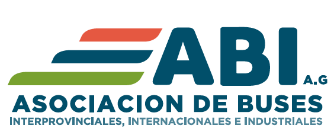 ABI A.G
ASOCIACION DE BUSES
INTERPROVINCIALES, INTERNACIONALES E INDUSTRIALES